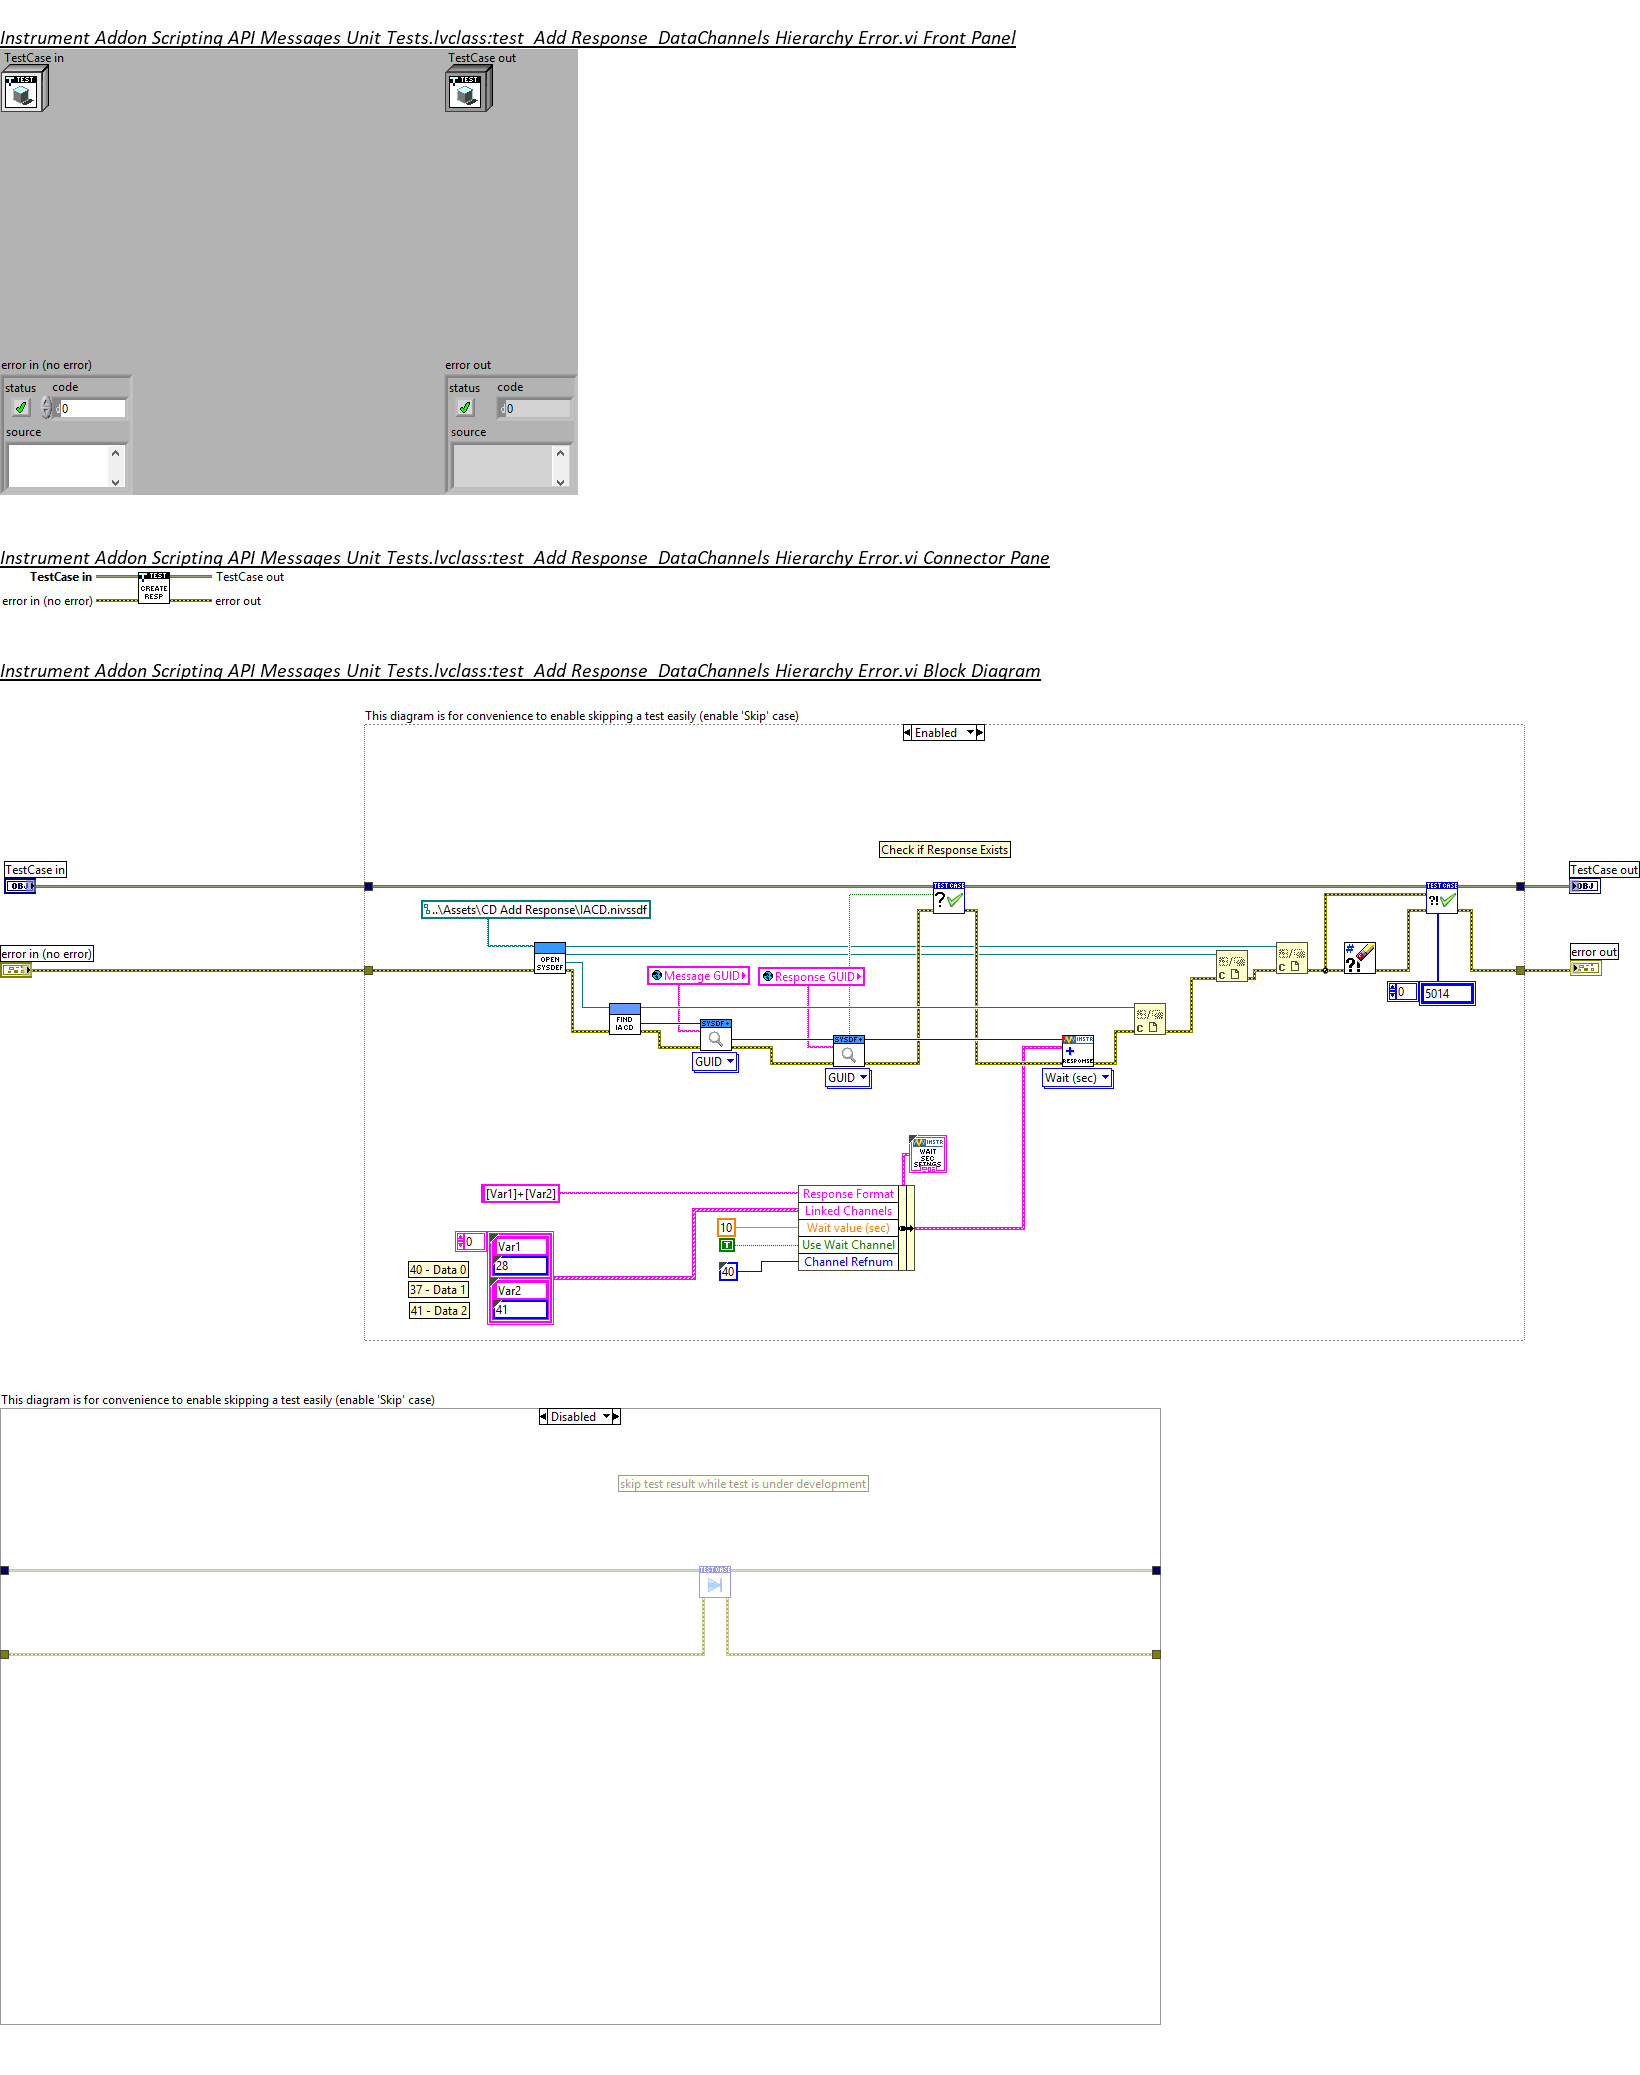 Instrument Addon Scripting API Messages Unit Tests.lvclass:test_Add Response_DataChannels Hierarchy Error.vi Front Panel
TestCase in
TestCase out
TEST
TEST
error in (no error)
error out
status
code
status
code
d0
d0
source
source
Instrument Addon Scripting API Messages Unit Tests.lvclass:test_Add Response_DataChannels Hierarchy Error.vi Connector Pane
TestCase in
TEST
CREATE
RESP
TestCase out
error in (no error)
error out
Instrument Addon Scripting API Messages Unit Tests.lvclass:test_Add Response_DataChannels Hierarchy Error.vi Block Diagram
This diagram is for convenience to enable skipping a test easily (enable 'Skip' case)
Enabled
Check if Response Exists
TestCase in
OBJ
TestCase out
OBJ
TEST CASE
?
TEST CASE
?!
..\Assets\CD Add Response\IACD.nivssdf
error in (no error)
error out
OPEN
SYSDEF
Message GUID
Response GUID
#
?!
C
C
0
5014
FIND
IACD
SYSDF
GUID
SYSDF
GUID
INSTR
RESPONSE
Wait (sec)
C
INSTR
WAIT
SEC
SETNGS
[Var1]+[Var2]
Response Format
Linked Channels
10
Wait value (sec)
T
Use Wait Channel
40
Channel Refnum
0
Var1
28
Var2
41
40 - Data 0
37 - Data 1
41 - Data 2
This diagram is for convenience to enable skipping a test easily (enable 'Skip' case)
Disabled
skip test result while test is under development
TEST CASE